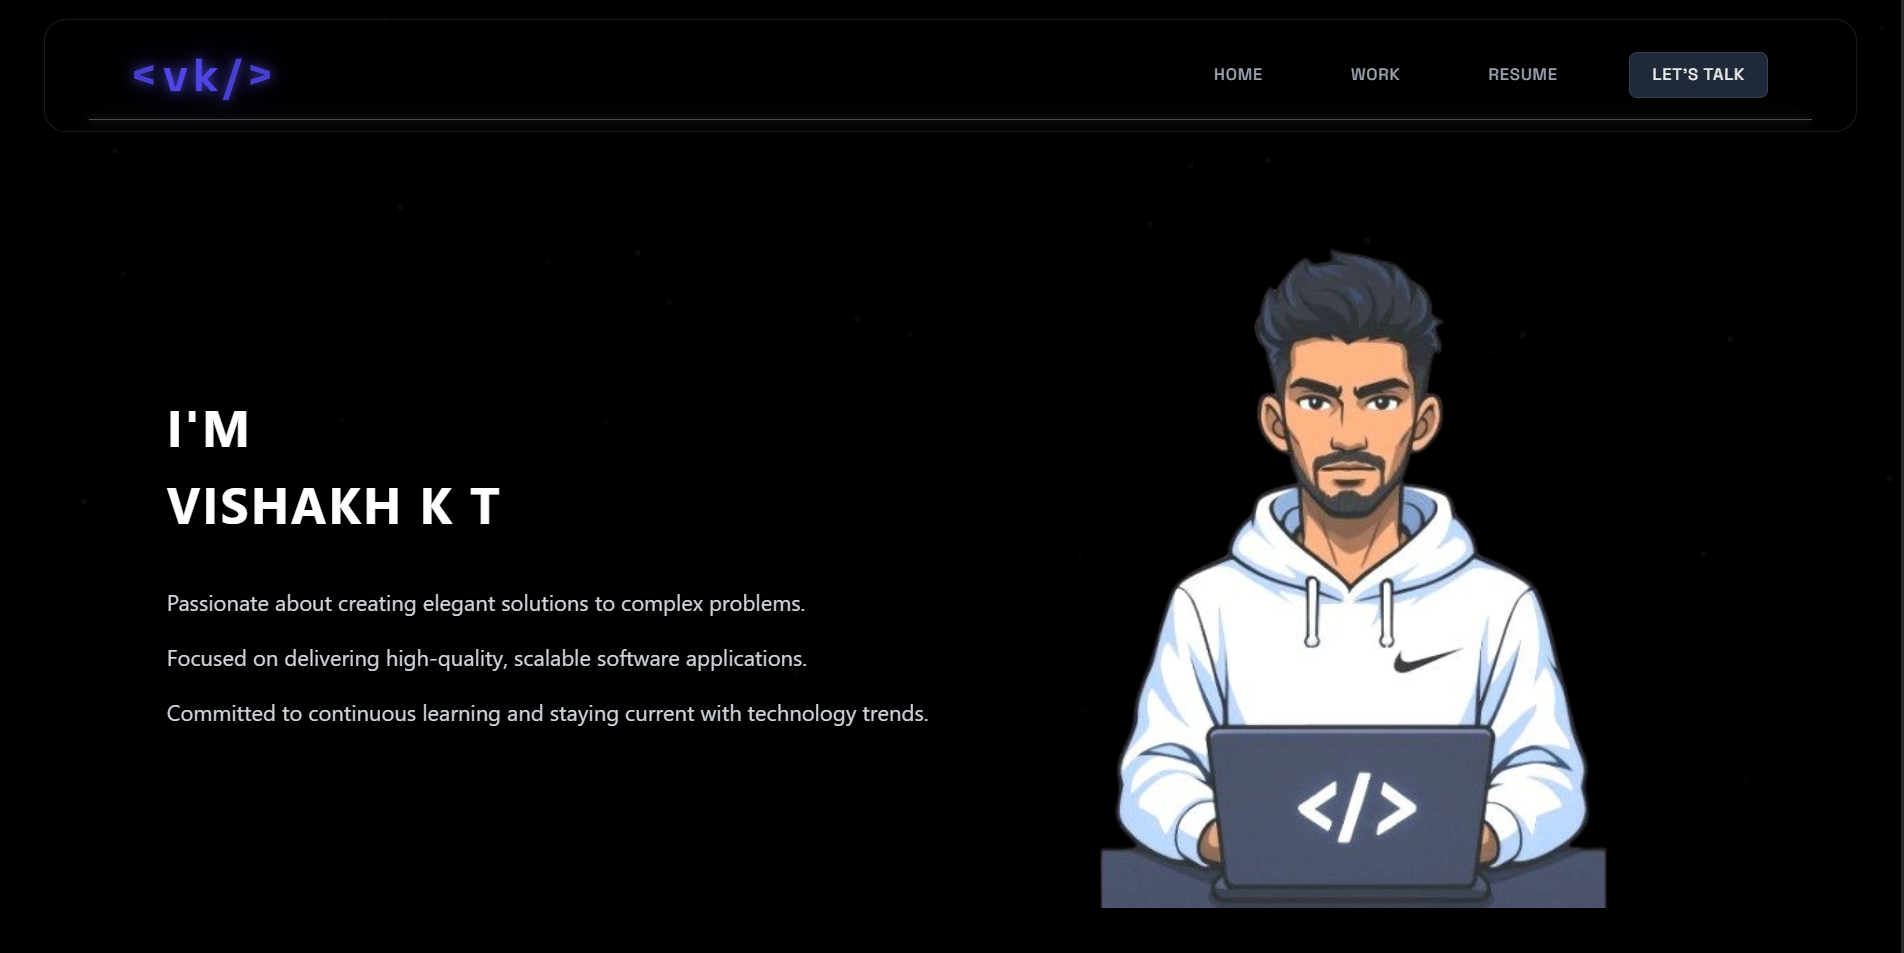 <vk/>
HOME WORK RESUME LET'S TALK
I'M
VISHAKH K T
Passionate about creating elegant solutions to complex problems.
Focused on delivering high-quality, scalable software applications.
Committed to continuous learning and staying current with technology trends.
</>